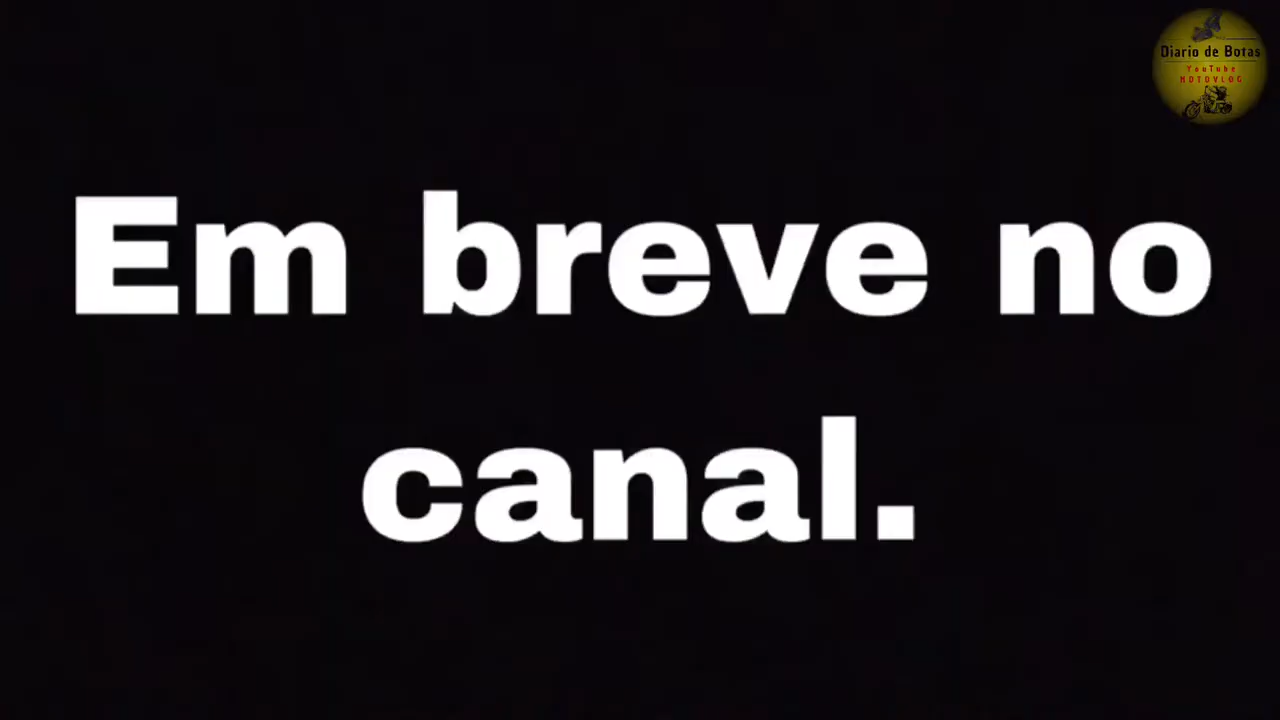 Diario de Botas
YouTube
MOTOVLOG
Em breve no
canal.